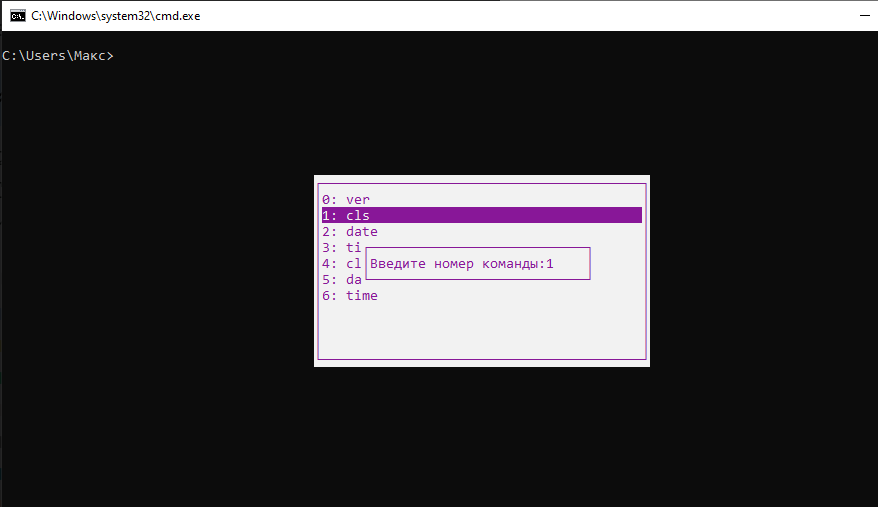 C:\Windows\system32\cmd.exe
C:\Users\Макс>
0: ver
1: cls
2: date
3: ti
4: cl
Введите номер команды:1
5: da
6: time